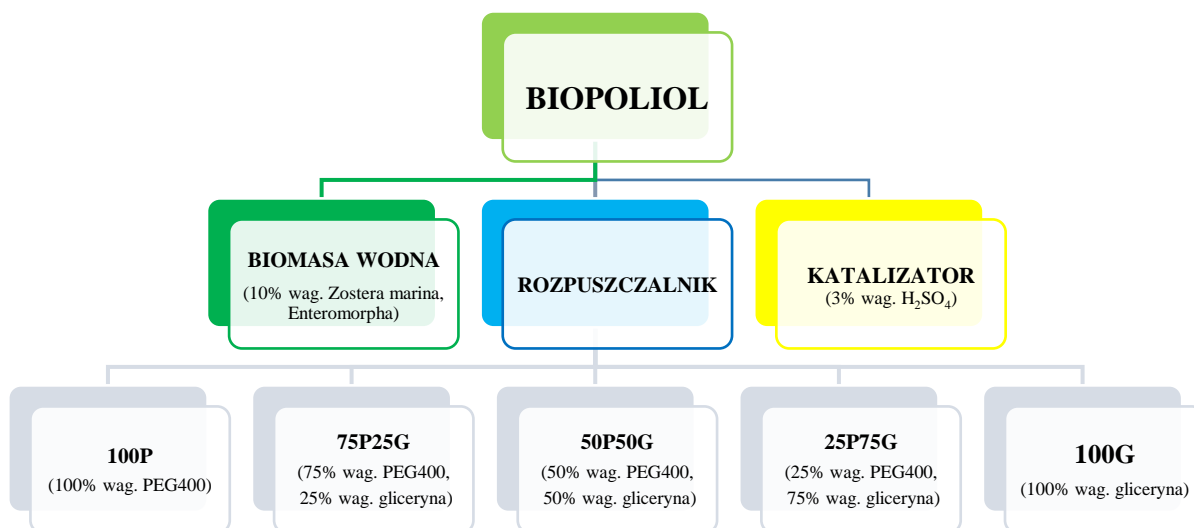 BIOPOLIOL
BIOMASA WODNA
(10% wag. Zostera marina,
Enteromorpha)
ROZPUSZCZALNIK
KATALIZATOR
(3% wag. H₂SO₄)
100P
(100% wag. PEG400)
75P25G
(75% wag. PEG400,
25% wag. gliceryna)
50P50G
(50% wag. PEG400,
50% wag. gliceryna)
25P75G
(25% wag. PEG400,
75% wag. gliceryna)
100G
(100% wag. gliceryna)